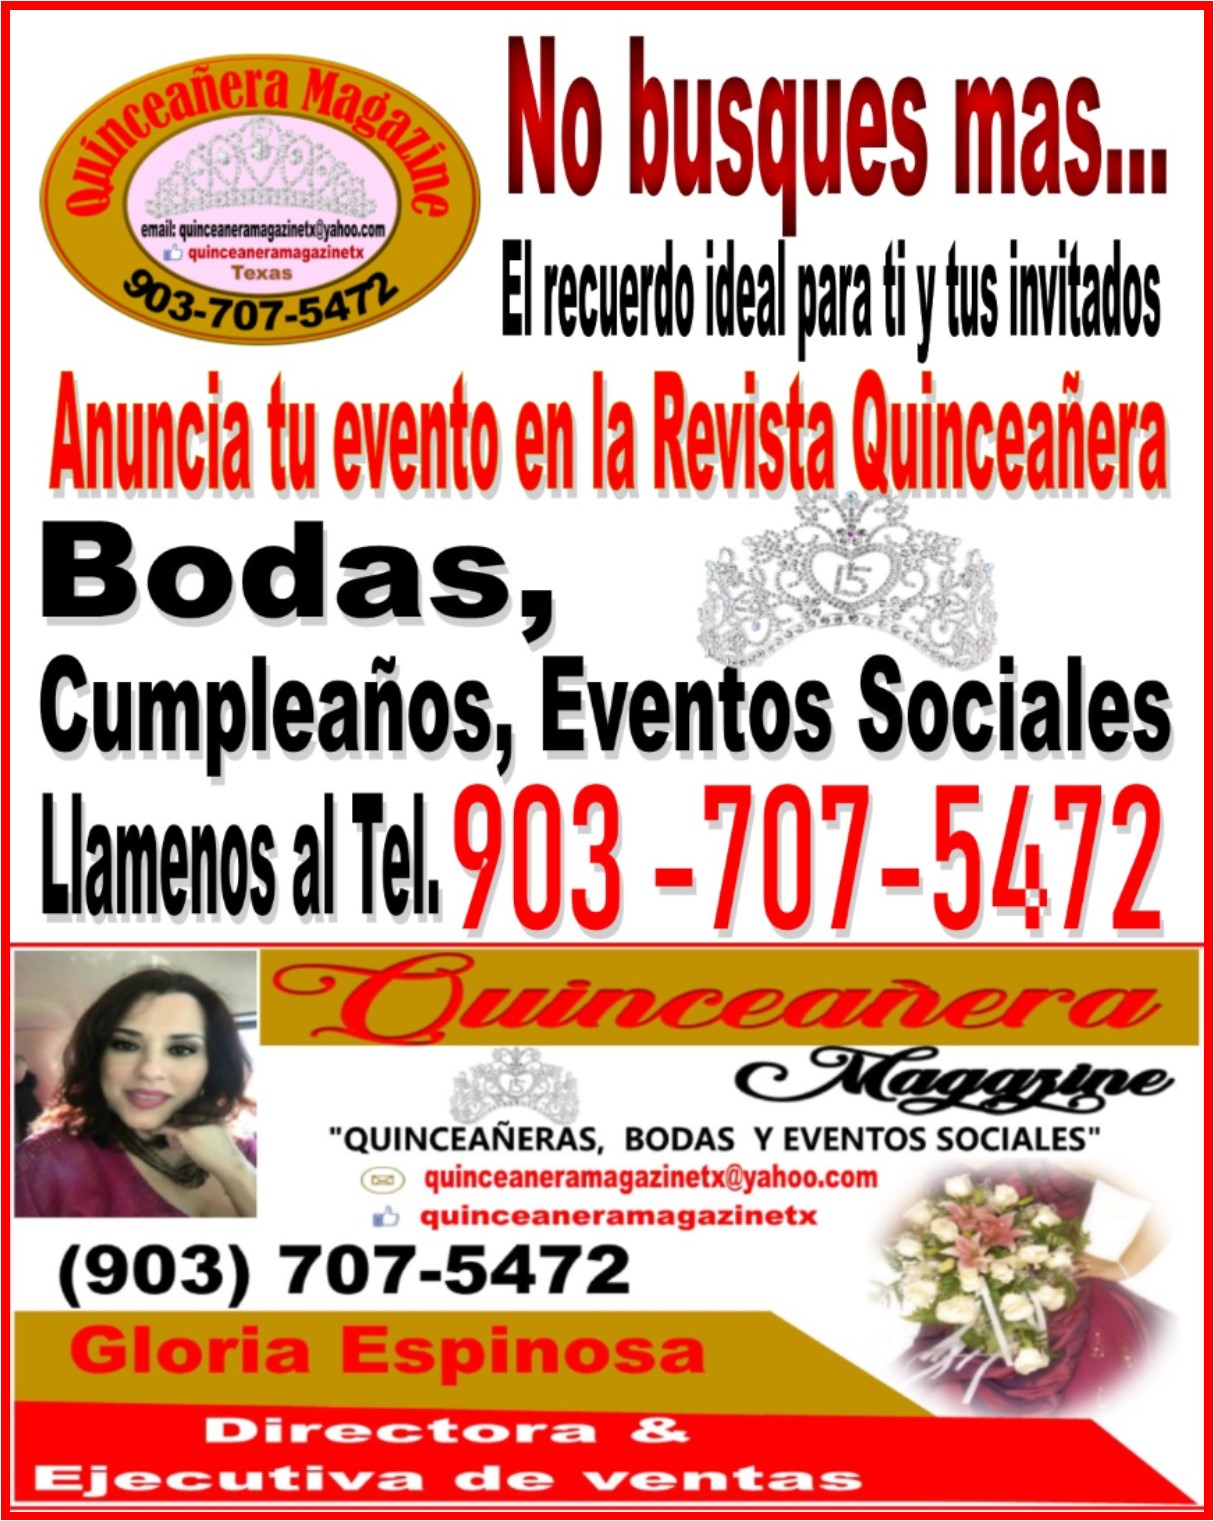 Quinceañera Magazine
email: quinceaneramagazinetx@yahoo.com
quinceaneramagazinetx
Texas
903-707-5472
No busques mas...
El recuerdo ideal para ti y tus invitados
Anuncia tu evento en la Revista Quinceañera
Bodas,
15
Cumpleaños, Eventos Sociales
Llamenos al Tel. 903-707-5472
Quinceañera
Magazine
15
"QUINCEAÑERAS, BODAS Y EVENTOS SOCIALES"
quinceaneramagazinetx@yahoo.com
quinceaneramagazinetx
(903) 707-5472
Gloria Espinosa
Directora &
Ejecutiva de ventas